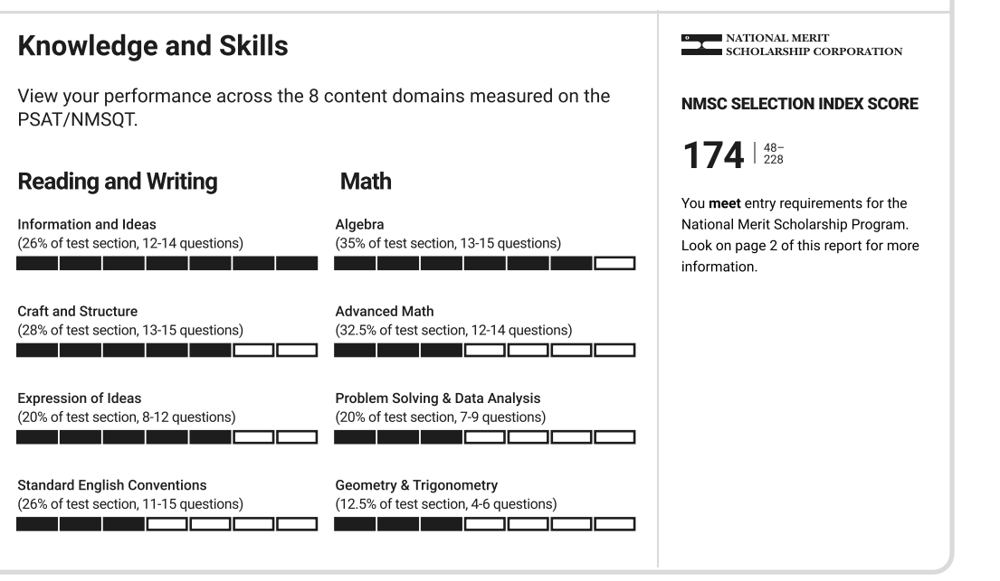 Knowledge and Skills
View your performance across the 8 content domains measured on the
PSAT/NMSQT.
Reading and Writing
Information and Ideas
(26% of test section, 12-14 questions)
Craft and Structure
(28% of test section, 13-15 questions)
Expression of Ideas
(20% of test section, 8-12 questions)
Standard English Conventions
(26% of test section, 11-15 questions)
Math
Algebra
(35% of test section, 13-15 questions)
Advanced Math
(32.5% of test section, 12-14 questions)
Problem Solving & Data Analysis
(20% of test section, 7-9 questions)
Geometry & Trigonometry
(12.5% of test section, 4-6 questions)
NATIONAL MERIT
SCHOLARSHIP CORPORATION
NMSC SELECTION INDEX SCORE
174
48–
228
You meet entry requirements for the
National Merit Scholarship Program.
Look on page 2 of this report for more
information.